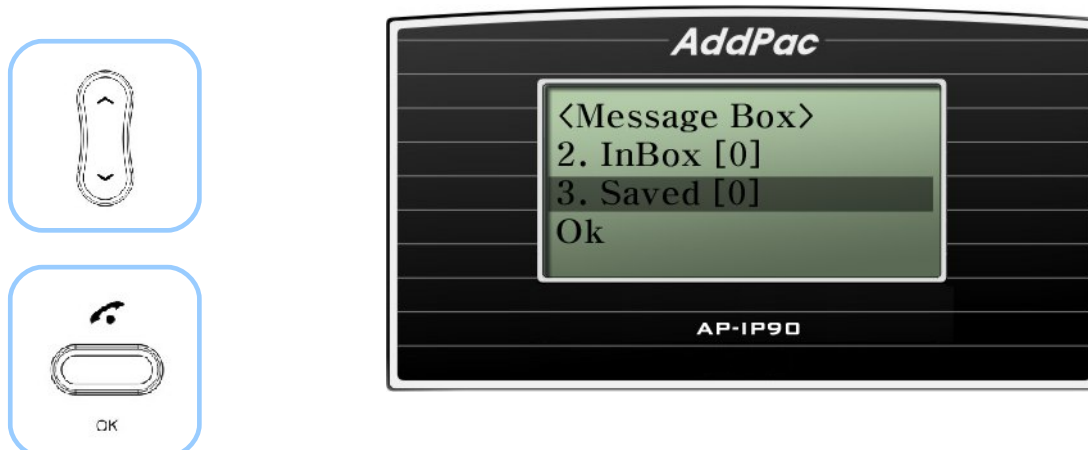 AddPac
<Message Box>
2. InBox [0]
3. Saved [0]
Ok
AP-IP90
OK